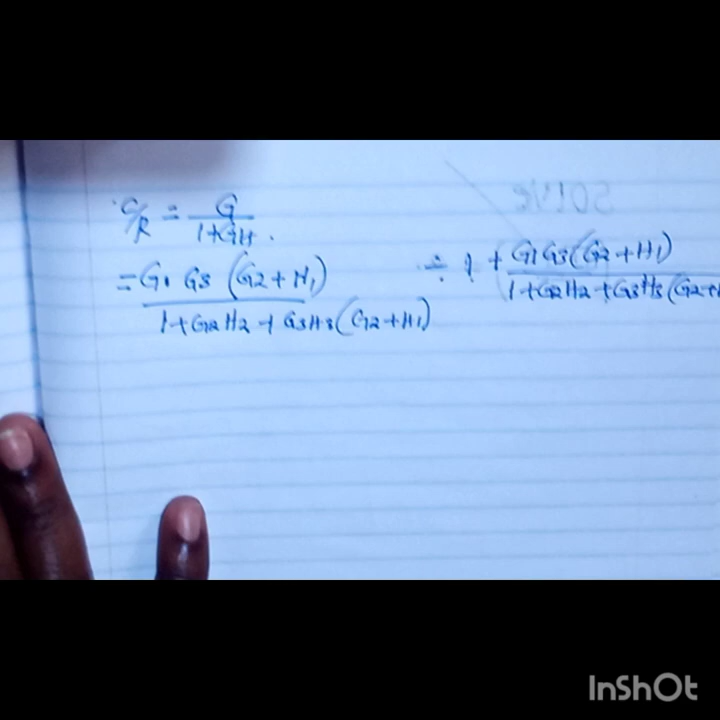 SOLVE
C/R = G / 1+GH.
= G1 G3 (G2+H1) / 1+G2H2+G3H3(G2+H1) ÷ 1 + G1G3(G2+H1) / 1+G2H2+G3H3(G2+H
InShOt